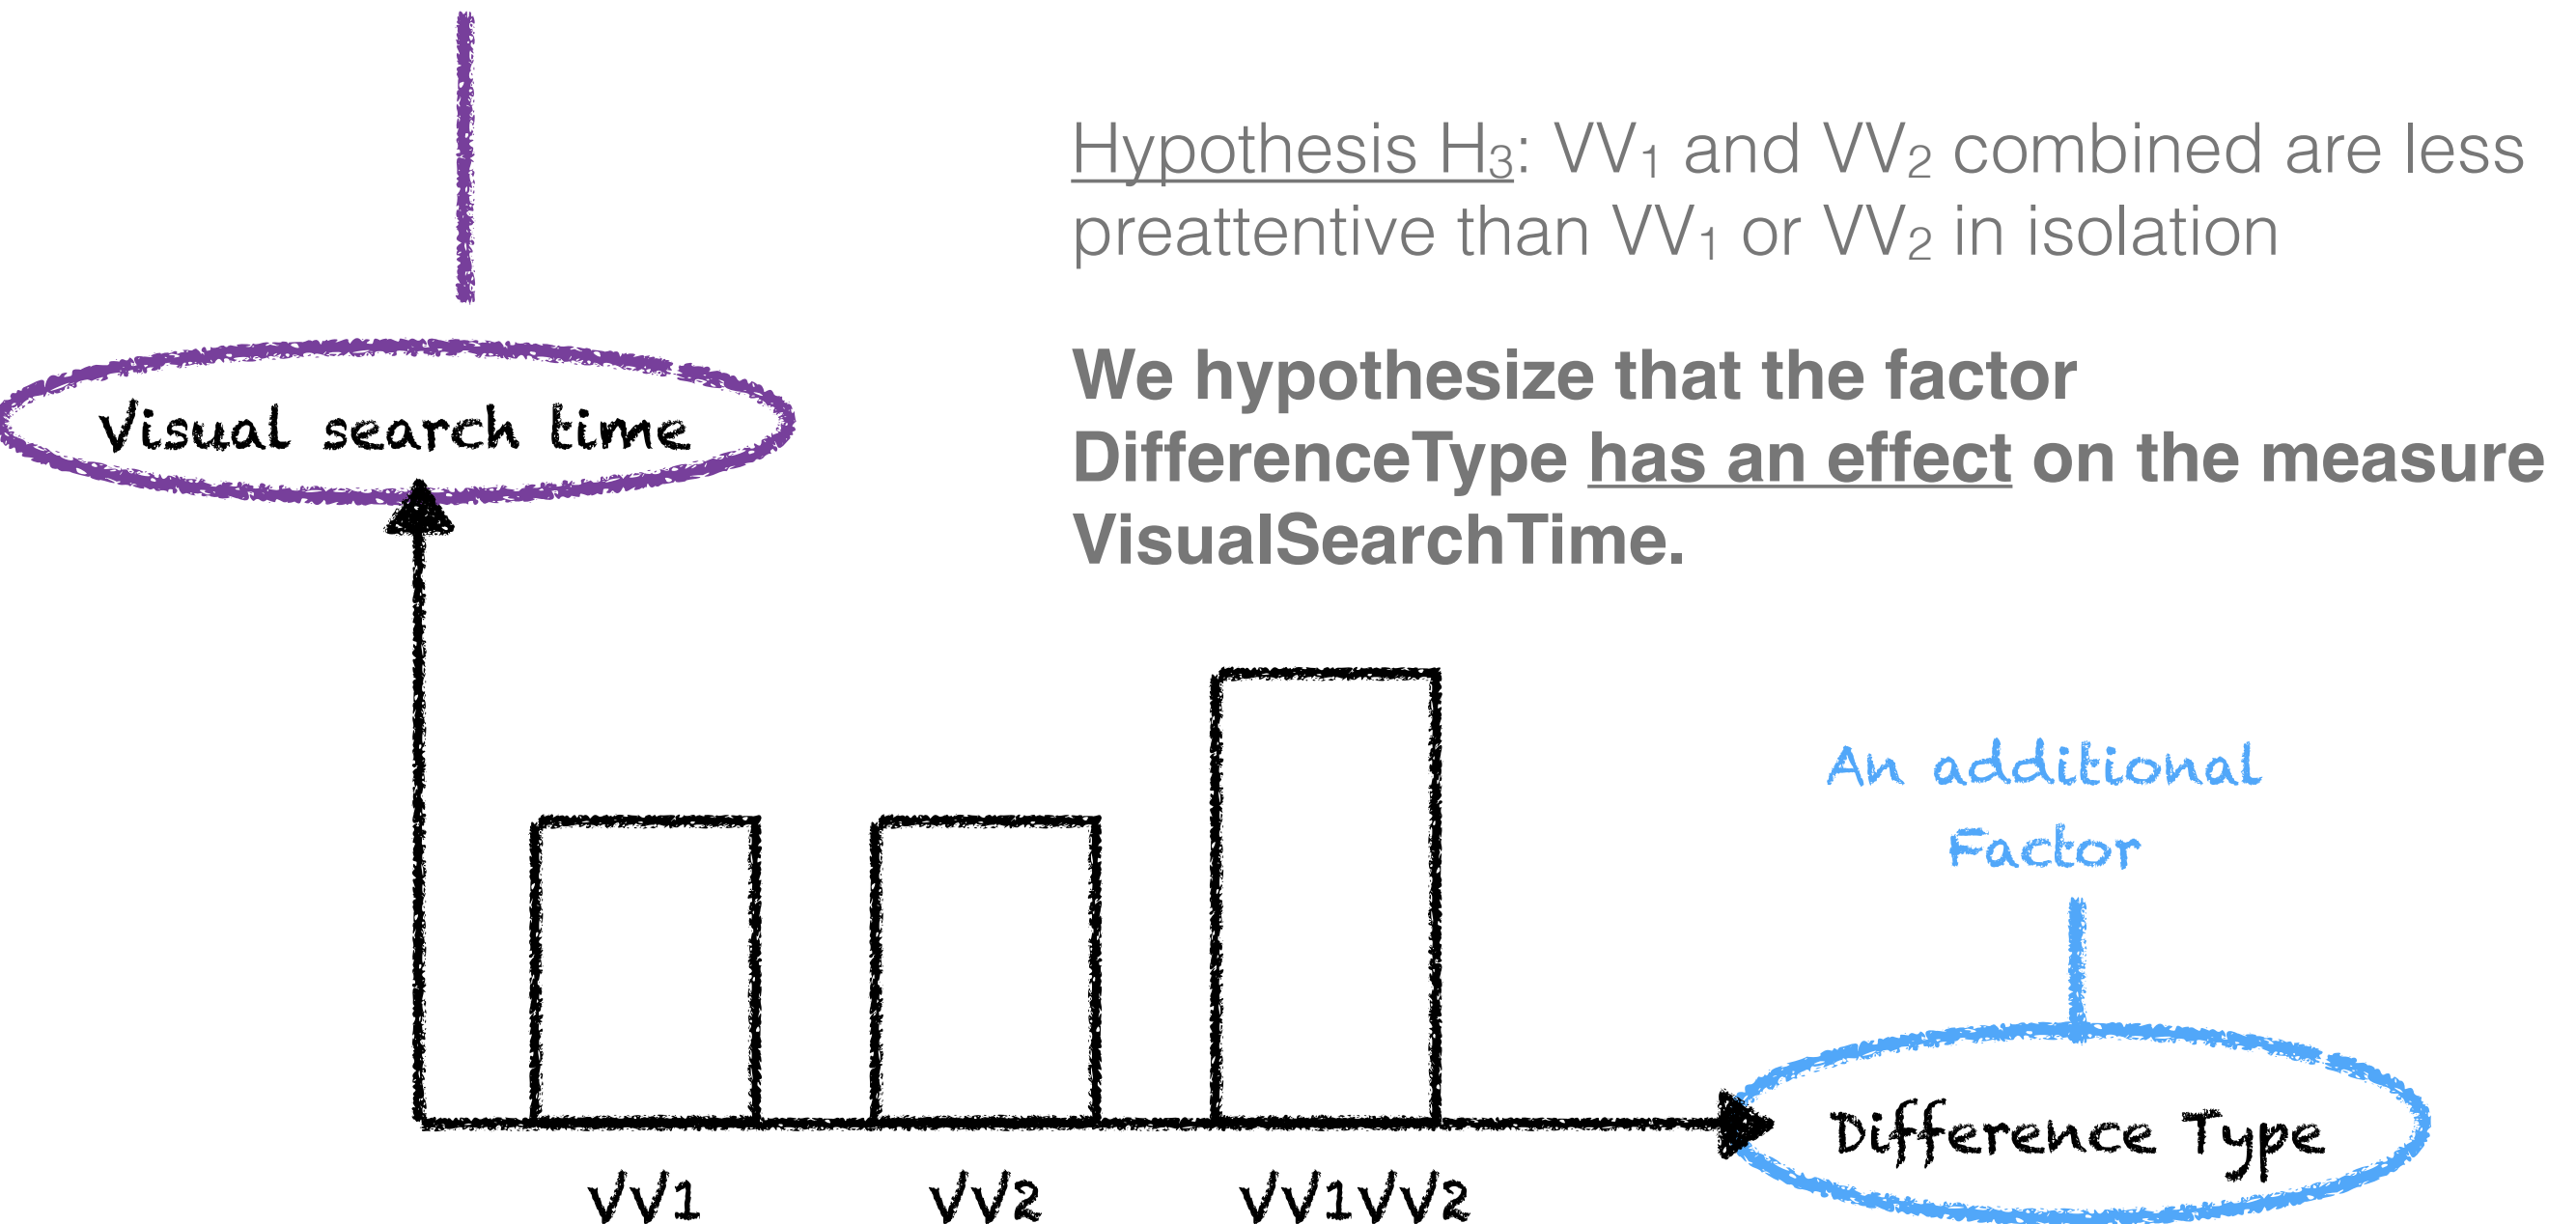 Hypothesis H₃: VV₁ and VV₂ combined are less
preattentive than VV₁ or VV₂ in isolation
We hypothesize that the factor
DifferenceType has an effect on the measure
VisualSearchTime.
Visual search time
An additional
Factor
Difference Type
VV1
VV2
VV1VV2